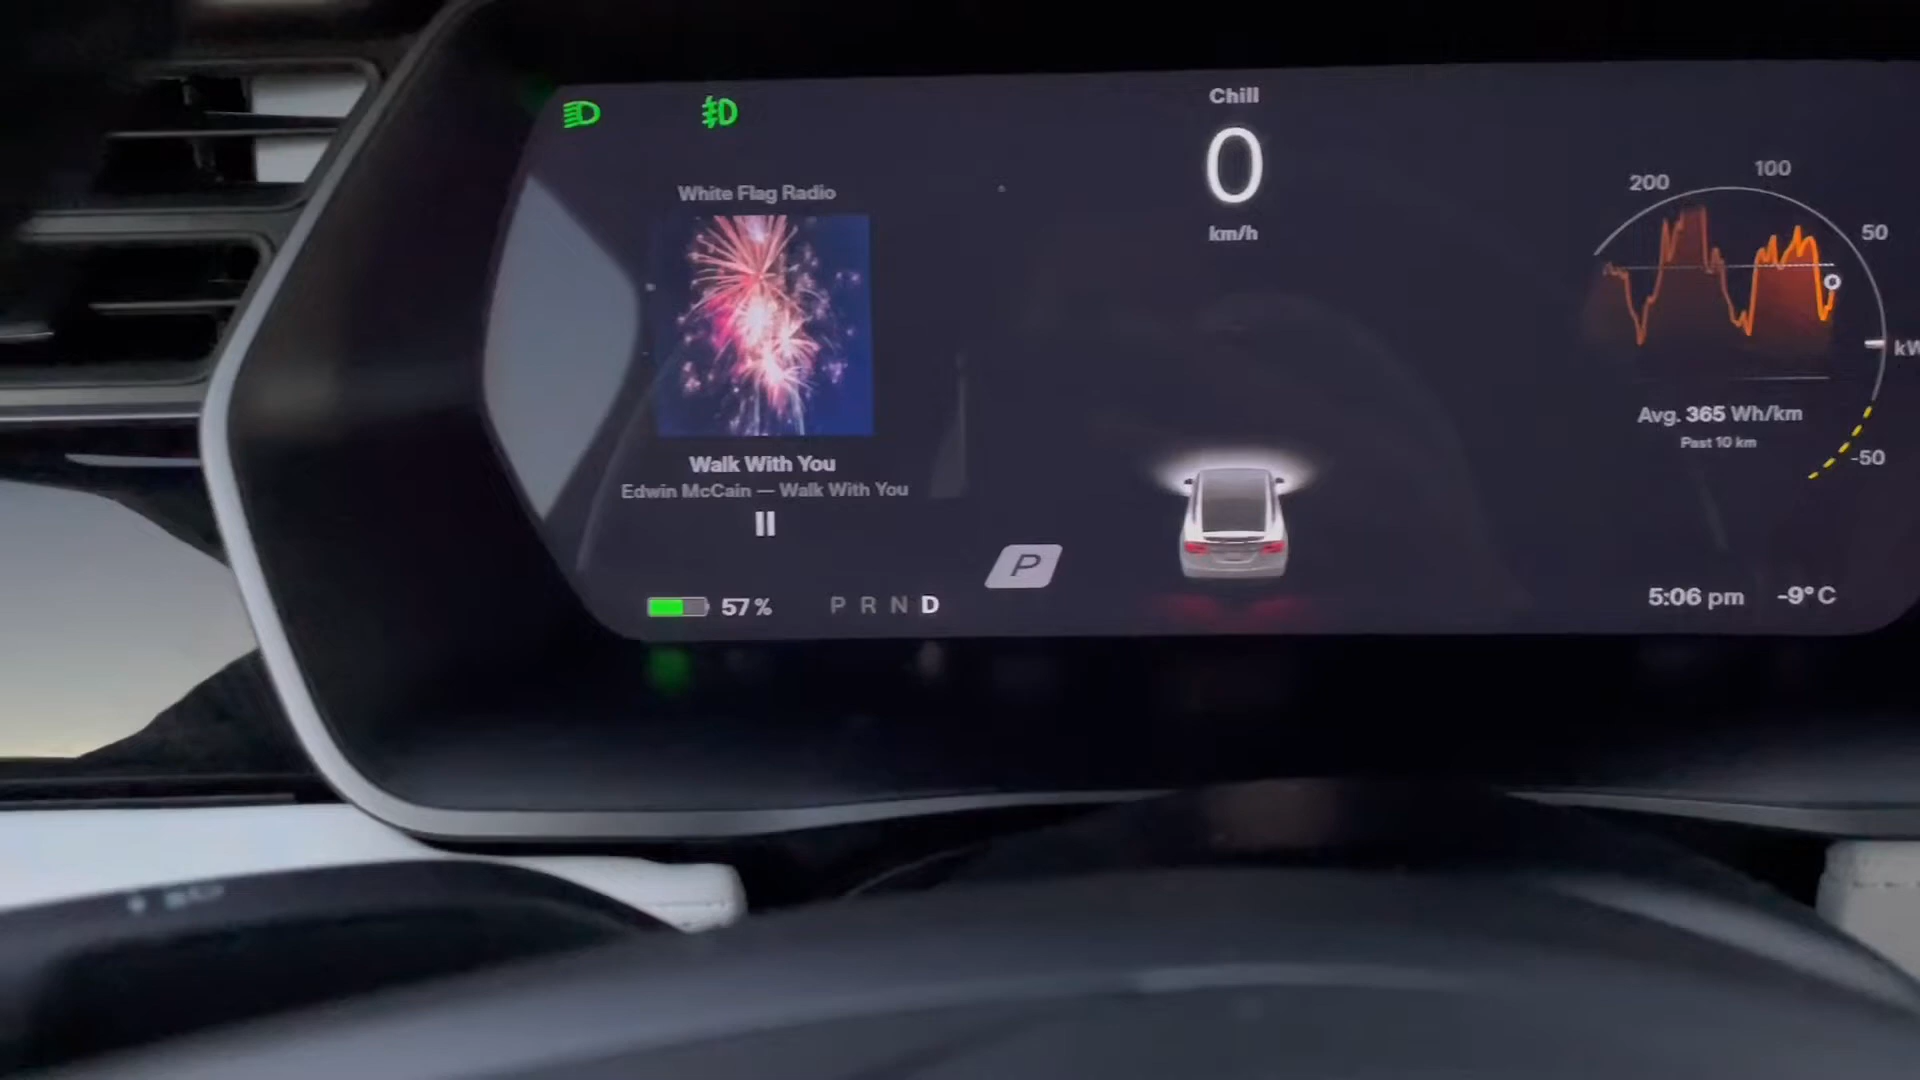 Chill
0
km/h
White Flag Radio
Walk With You
Edwin McCain — Walk With You
57 %
P R N D
P
200
100
50
kW
-50
Avg. 365 Wh/km
Past 10 km
5:06 pm -9°C